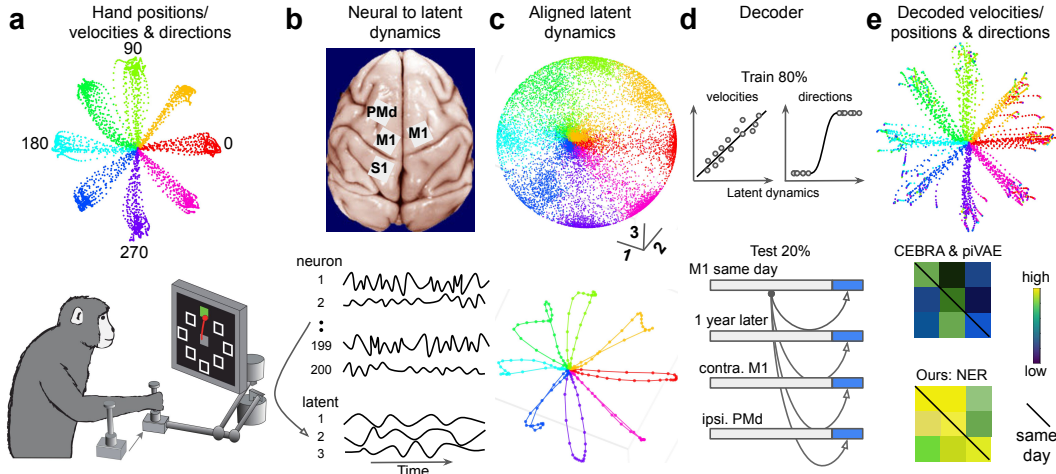 a
Hand positions/
velocities & directions
90
180
0
270
b
Neural to latent
dynamics
PMd
M1
M1
S1
neuron
1
2
:
199
200
latent
1
2
3
Time
c
Aligned latent
dynamics
3
1
2
d
Decoder
Train 80%
velocities
directions
Latent dynamics
Test 20%
M1 same day
1 year later
contra. M1
ipsi. PMd
e
Decoded velocities/
positions & directions
CEBRA & piVAE
high
low
Ours: NER
same
day